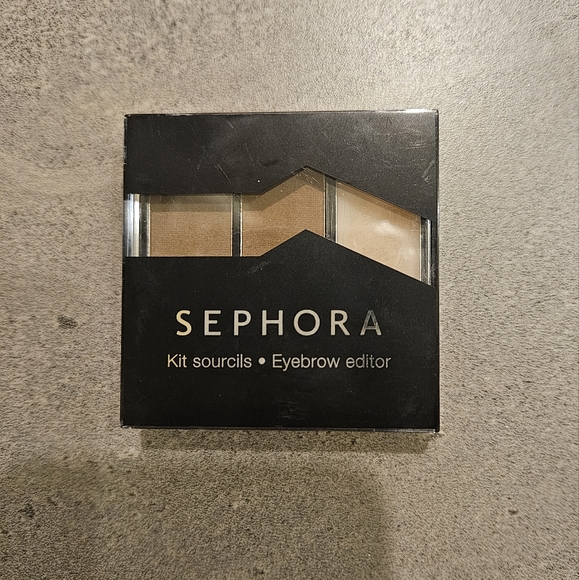 SEPHORA
Kit sourcils • Eyebrow editor